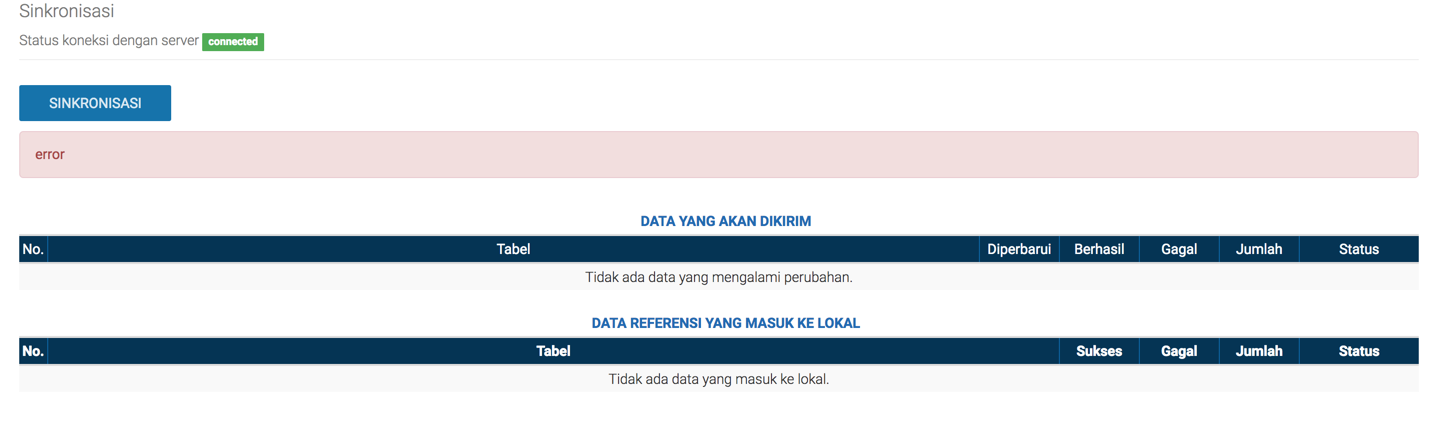 Sinkronisasi
Status koneksi dengan server connected
SINKRONISASI
error
DATA YANG AKAN DIKIRIM
No. Tabel Diperbarui Berhasil Gagal Jumlah Status
Tidak ada data yang mengalami perubahan.
DATA REFERENSI YANG MASUK KE LOKAL
No. Tabel Sukses Gagal Jumlah Status
Tidak ada data yang masuk ke lokal.